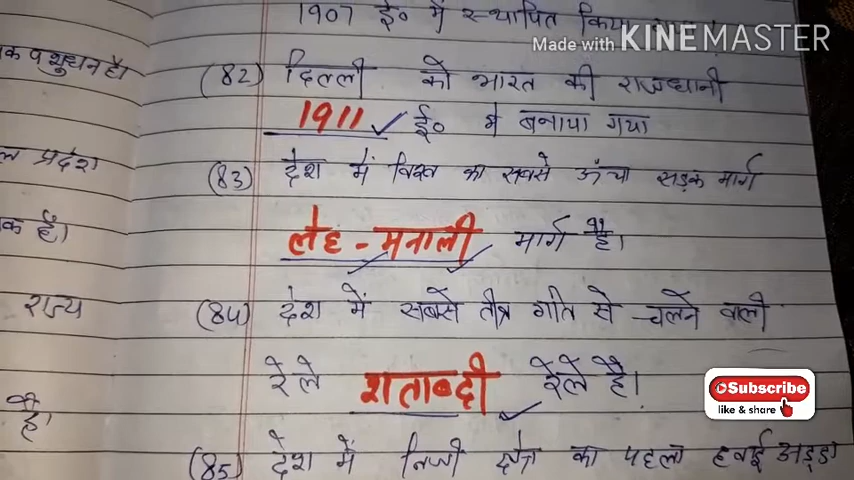 1907 ई० में स्थापित किया
Made with KINEMASTER
क पशुधन है।
(82) दिल्ली को भारत की राजधानी
1911 ई० में बनाया गया
ल प्रदेश
(83) देश में विश्व का सबसे ऊंचा सड़क मार्ग
क है।
लेह - मनाली मार्ग है।
राज्य
(84) देश में सबसे तीव्र गति से चलने वाली
रेले शताब्दी रेलें है।
है।
Subscribe
like & share
(85) देश में निजी क्षेत्र का पहला हवाई अड्डा